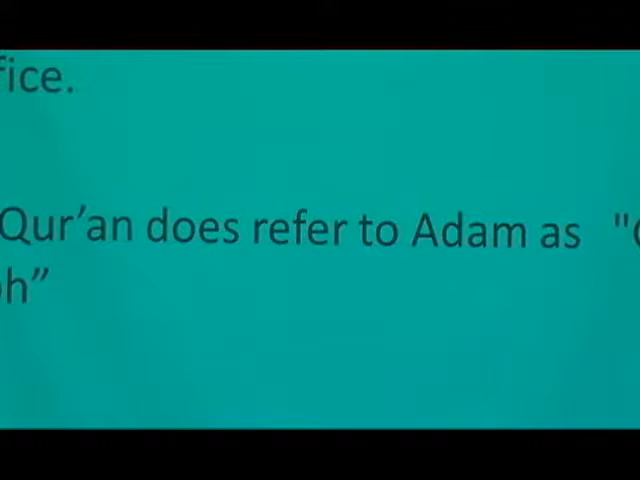 fice.
Qur’an does refer to Adam as "
h”